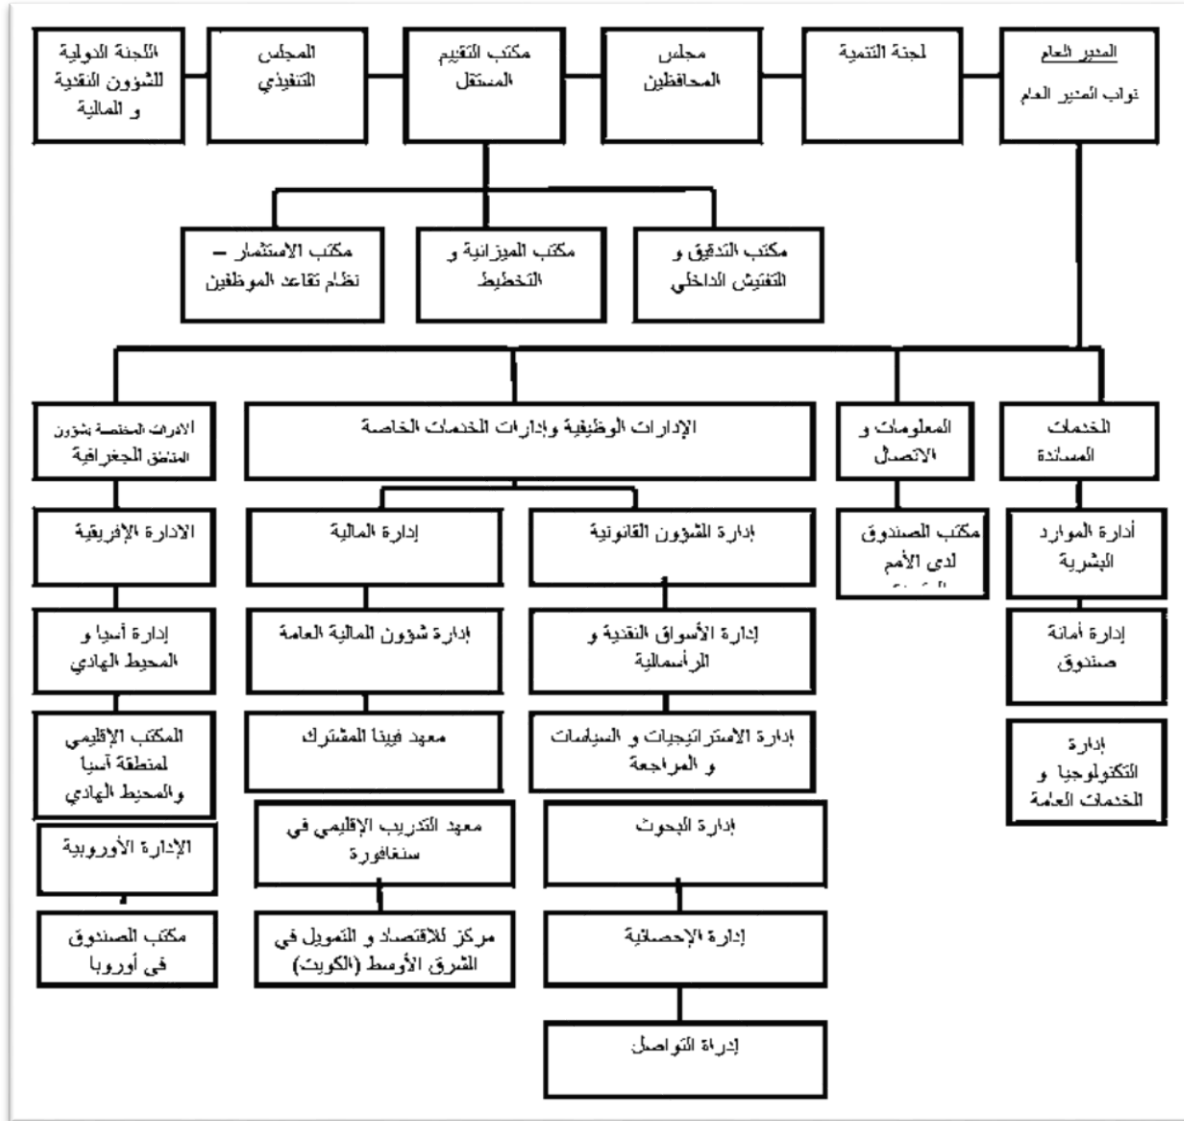 المدير العام
نواب المدير العام
لجنة التنمية
مجلس
المحافظين
مكتب التقييم
المستقل
المجلس
التنفيذي
اللجنة الدولية
للشؤون النقدية
و المالية
مكتب التدقيق و
التفتيش الداخلي
مكتب الميزانية و
التخطيط
مكتب الاستثمار –
نظام تقاعد الموظفين
الخدمات
المساندة
المعلومات و
الاتصال
الإدارات الوظيفية وإدارات الخدمات الخاصة
الادرات المختصة بشؤون
المناطق الجغرافية
أدارة الموارد
البشرية
مكتب الصندوق
لدى الأمم
إدارة الشؤون القانونية
إدارة المالية
الادارة الإفريقية
إدارة أمانة
صندوق
إدارة الأسواق النقدية و
الرأسمالية
إدارة شؤون المالية العامة
إدارة أسيا و
المحيط الهادي
إدارة
التكنولوجيا و
الخدمات العامة
إدارة الاستراتيجيات و السياسات
و المراجعة
معهد فيينا المشترك
المكتب الإقليمي
لمنطقة آسيا
والمحيط الهادي
إدارة البحوث
معهد التدريب الإقليمي في
سنغافورة
الإدارة الأوروبية
إدارة الإحصائية
مركز للاقتصاد و التمويل في
الشرق الأوسط (الكويت)
مكتب الصندوق
في أوروبا
إدراة التواصل